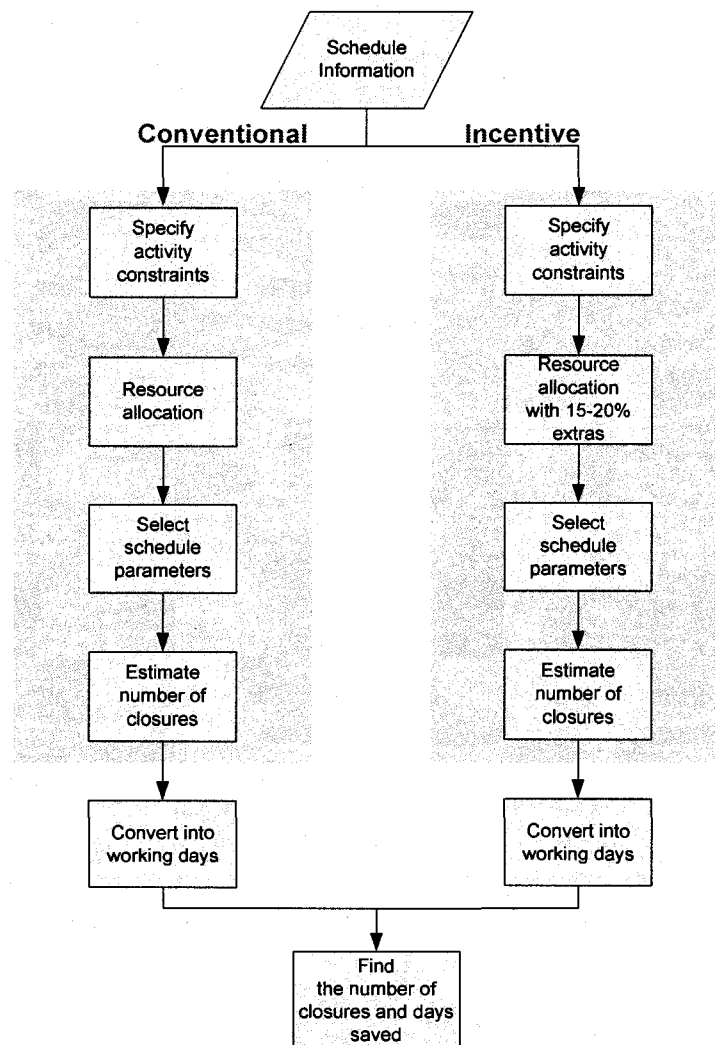 Schedule
Information
Conventional
Incentive
Specify
activity
constraints
Resource
allocation
Select
schedule
parameters
Estimate
number of
closures
Convert into
working days
Specify
activity
constraints
Resource
allocation
with 15-20%
extras
Select
schedule
parameters
Estimate
number of
closures
Convert into
working days
Find
the number of
closures and days
saved